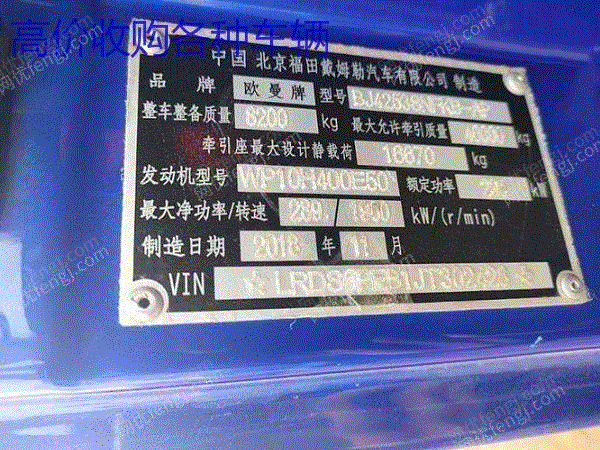 高价收购各种车辆
中国 北京福田戴姆勒汽车有限公司 制造
品牌 欧曼牌 型号
整车整备质量 8200 kg 最大允许牵引质量 kg
牵引座最大设计静载荷 16870 kg
发动机型号 WP10H400E50 额定功率 kW
最大净功率/转速 289 / 1900 kW/(r/min)
制造日期 2018 年 11 月
VIN